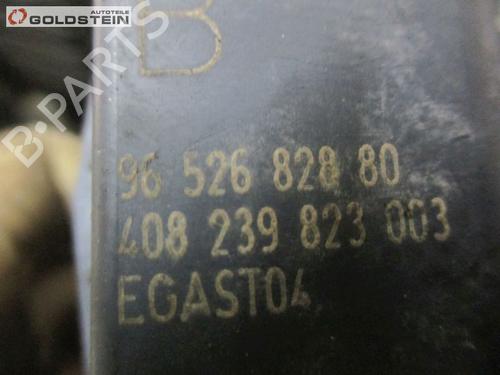 AUTOTEILE
GOLDSTEIN
B
B-PARTS
96 526 828 80
408 239 823 003
EGAST04